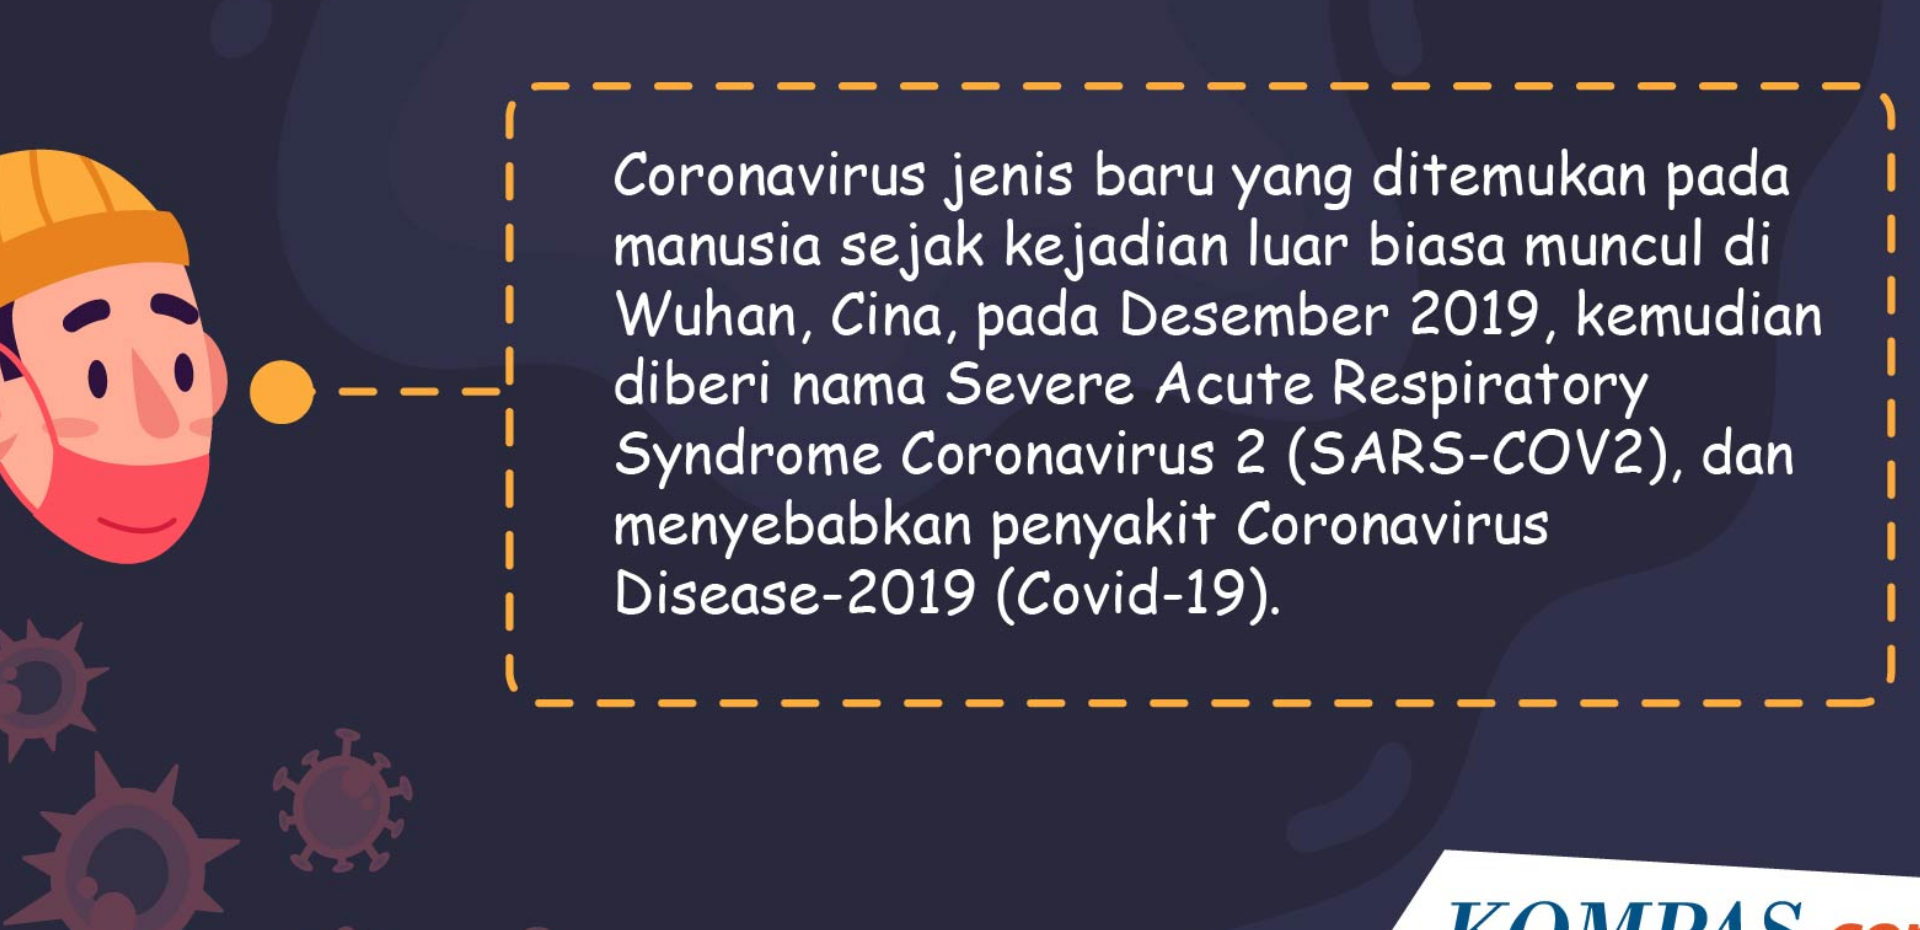 Coronavirus jenis baru yang ditemukan pada
manusia sejak kejadian luar biasa muncul di
Wuhan, Cina, pada Desember 2019, kemudian
diberi nama Severe Acute Respiratory
Syndrome Coronavirus 2 (SARS-COV2), dan
menyebabkan penyakit Coronavirus
Disease-2019 (Covid-19).
KOMPAS